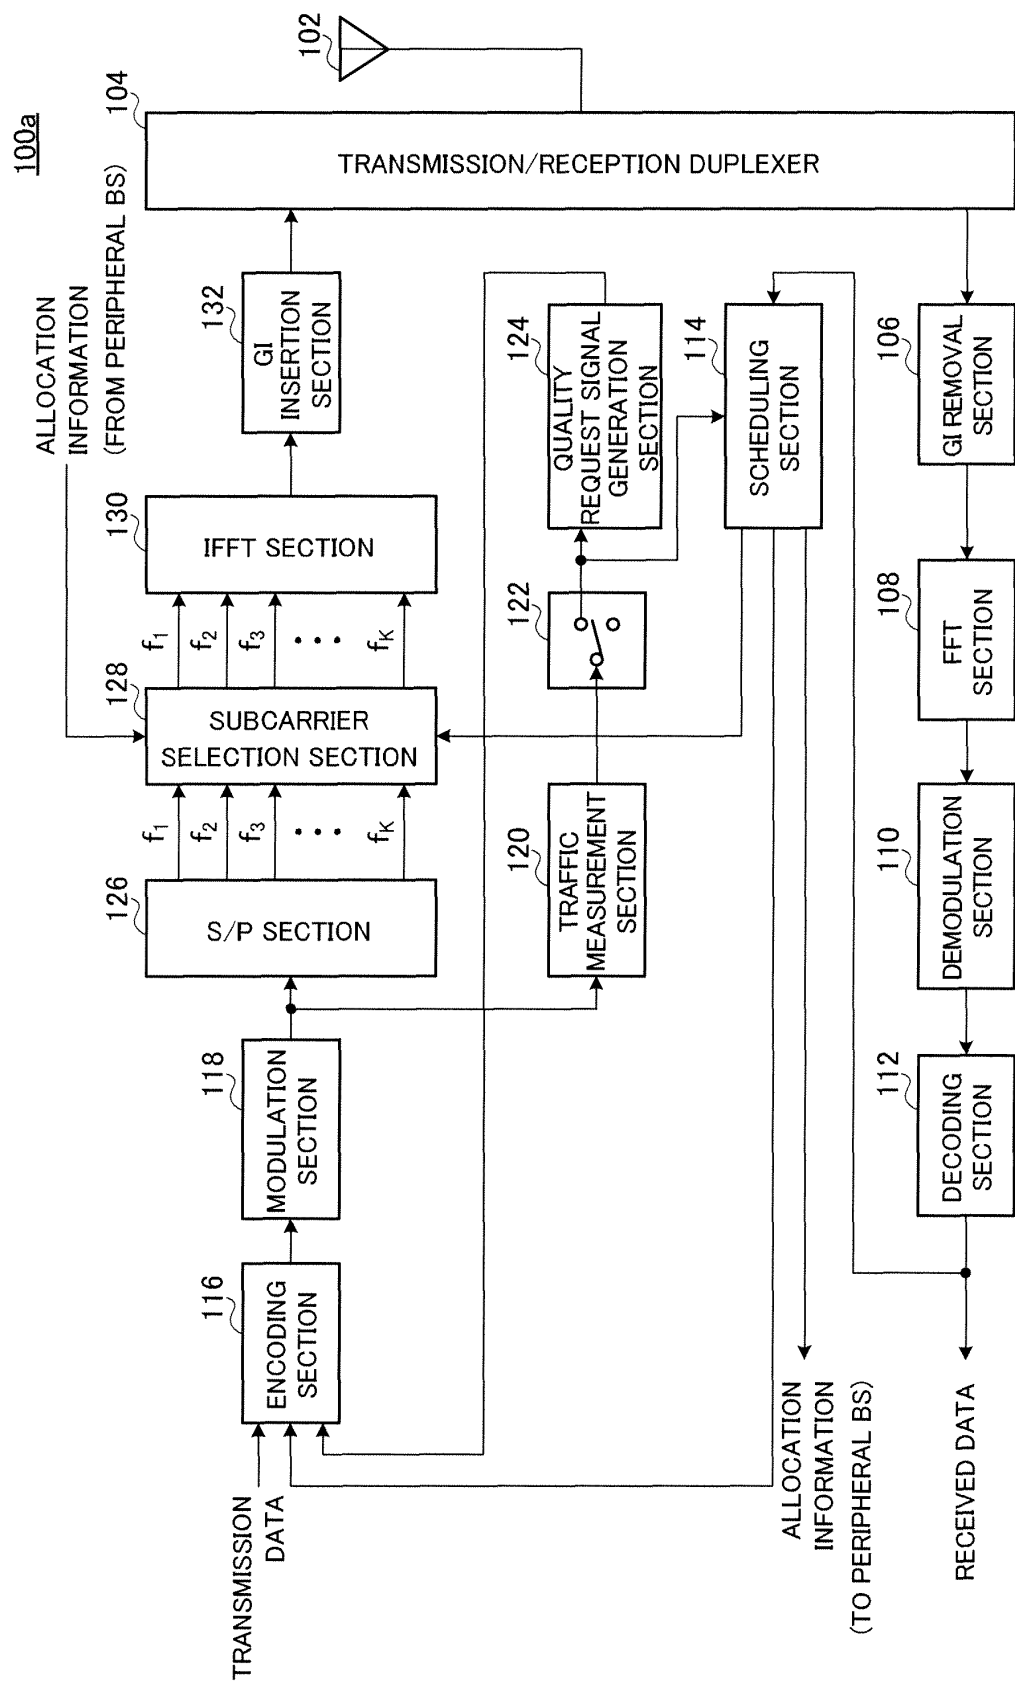 100a
102
104
TRANSMISSION/RECEPTION DUPLEXER
ALLOCATION
INFORMATION
(FROM PERIPHERAL BS)
TRANSMISSION
DATA
116
ENCODING
SECTION
118
MODULATION
SECTION
126
S/P SECTION
f1
f2
f3
• • •
fK
128
SUBCARRIER
SELECTION SECTION
f1
f2
f3
• • •
fK
130
IFFT SECTION
132
GI
INSERTION
SECTION
120
TRAFFIC
MEASUREMENT
SECTION
122
124
QUALITY
REQUEST SIGNAL
GENERATION
SECTION
114
SCHEDULING
SECTION
ALLOCATION
INFORMATION
(TO PERIPHERAL BS)
106
GI REMOVAL
SECTION
108
FFT
SECTION
110
DEMODULATION
SECTION
112
DECODING
SECTION
RECEIVED DATA